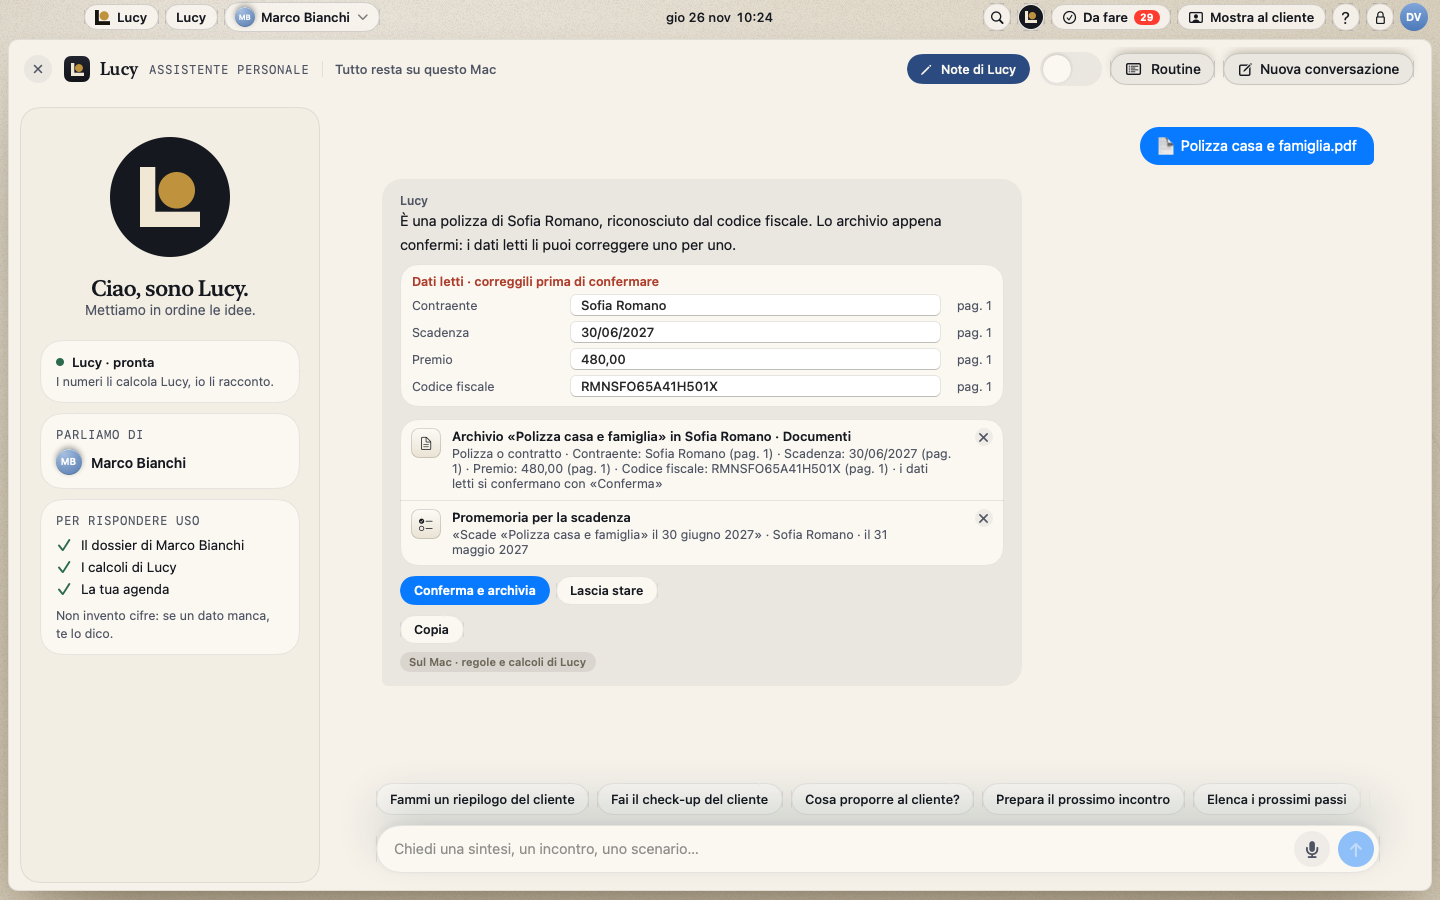 Lucy
Lucy
MB Marco Bianchi
gio 26 nov 10:24
Da fare 29
Mostra al cliente
?
DV
Lucy ASSISTENTE PERSONALE
Tutto resta su questo Mac
Note di Lucy
Routine
Nuova conversazione
Ciao, sono Lucy.
Mettiamo in ordine le idee.
Lucy · pronta
I numeri li calcola Lucy, io li racconto.
PARLIAMO DI
MB Marco Bianchi
PER RISPONDERE USO
Il dossier di Marco Bianchi
I calcoli di Lucy
La tua agenda
Non invento cifre: se un dato manca,
te lo dico.
Polizza casa e famiglia.pdf
Lucy
È una polizza di Sofia Romano, riconosciuto dal codice fiscale. Lo archivio appena
confermi: i dati letti li puoi correggere uno per uno.
Dati letti · correggili prima di confermare
Contraente Sofia Romano pag. 1
Scadenza 30/06/2027 pag. 1
Premio 480,00 pag. 1
Codice fiscale RMNSFO65A41H501X pag. 1
Archivio «Polizza casa e famiglia» in Sofia Romano · Documenti
Polizza o contratto · Contraente: Sofia Romano (pag. 1) · Scadenza: 30/06/2027 (pag.
1) · Premio: 480,00 (pag. 1) · Codice fiscale: RMNSFO65A41H501X (pag. 1) · i dati
letti si confermano con «Conferma»
Promemoria per la scadenza
«Scade «Polizza casa e famiglia» il 30 giugno 2027» · Sofia Romano · il 31
maggio 2027
Conferma e archivia
Lascia stare
Copia
Sul Mac · regole e calcoli di Lucy
Fammi un riepilogo del cliente
Fai il check-up del cliente
Cosa proporre al cliente?
Prepara il prossimo incontro
Elenca i prossimi passi
Chiedi una sintesi, un incontro, uno scenario...